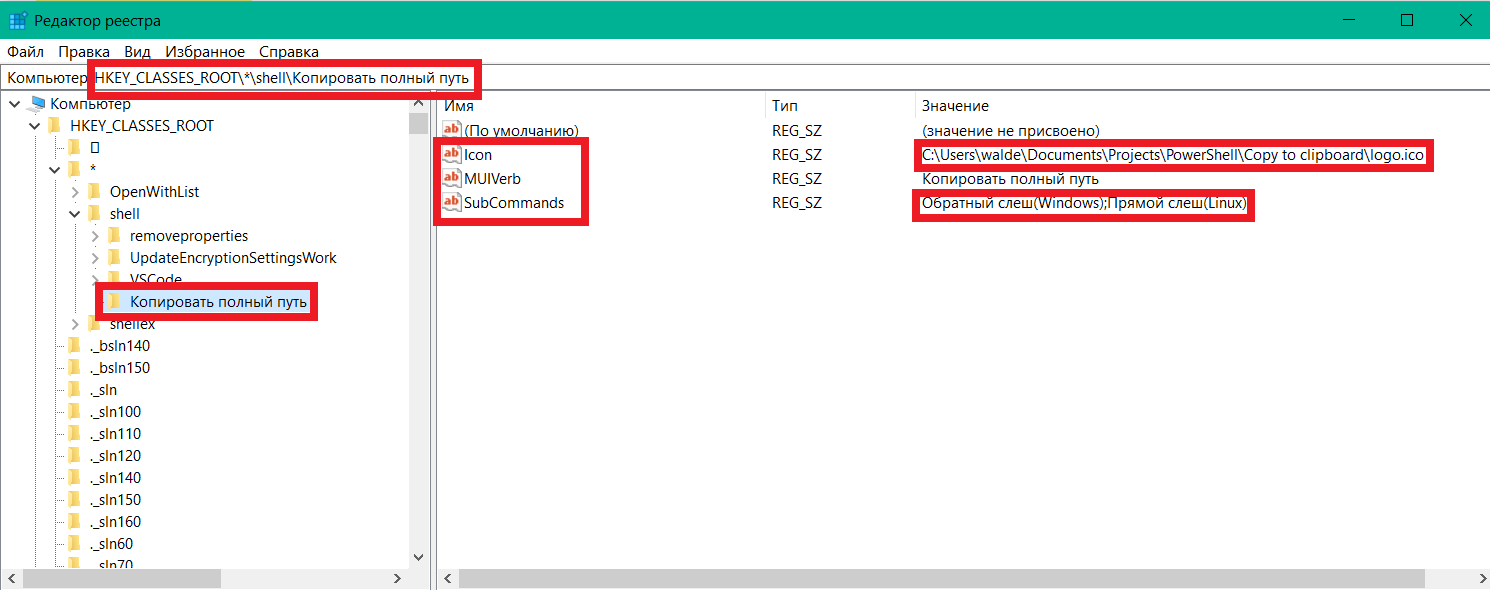 Редактор реестра
Файл Правка Вид Избранное Справка
Компьютер\HKEY_CLASSES_ROOT\*\shell\Копировать полный путь
Компьютер
HKEY_CLASSES_ROOT
[]
*
OpenWithList
shell
removeproperties
UpdateEncryptionSettingsWork
VSCode
Копировать полный путь
shellex
._bsln140
._bsln150
._sln
._sln100
._sln110
._sln120
._sln140
._sln150
._sln160
._sln60
._sln70
Имя Тип Значение
(По умолчанию) REG_SZ (значение не присвоено)
Icon REG_SZ C:\Users\walde\Documents\Projects\PowerShell\Copy to clipboard\logo.ico
MUIVerb REG_SZ Копировать полный путь
SubCommands REG_SZ Обратный слеш(Windows);Прямой слеш(Linux)